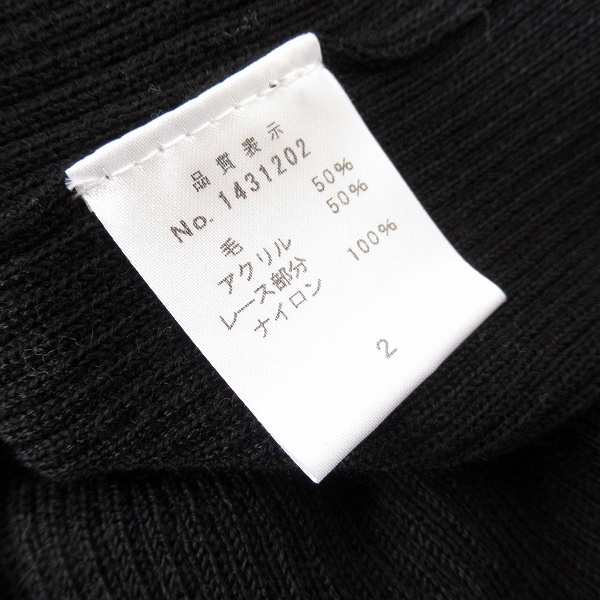 品質表示
No. 1431202
毛 50%
アクリル 50%
レース部分
ナイロン 100%
2